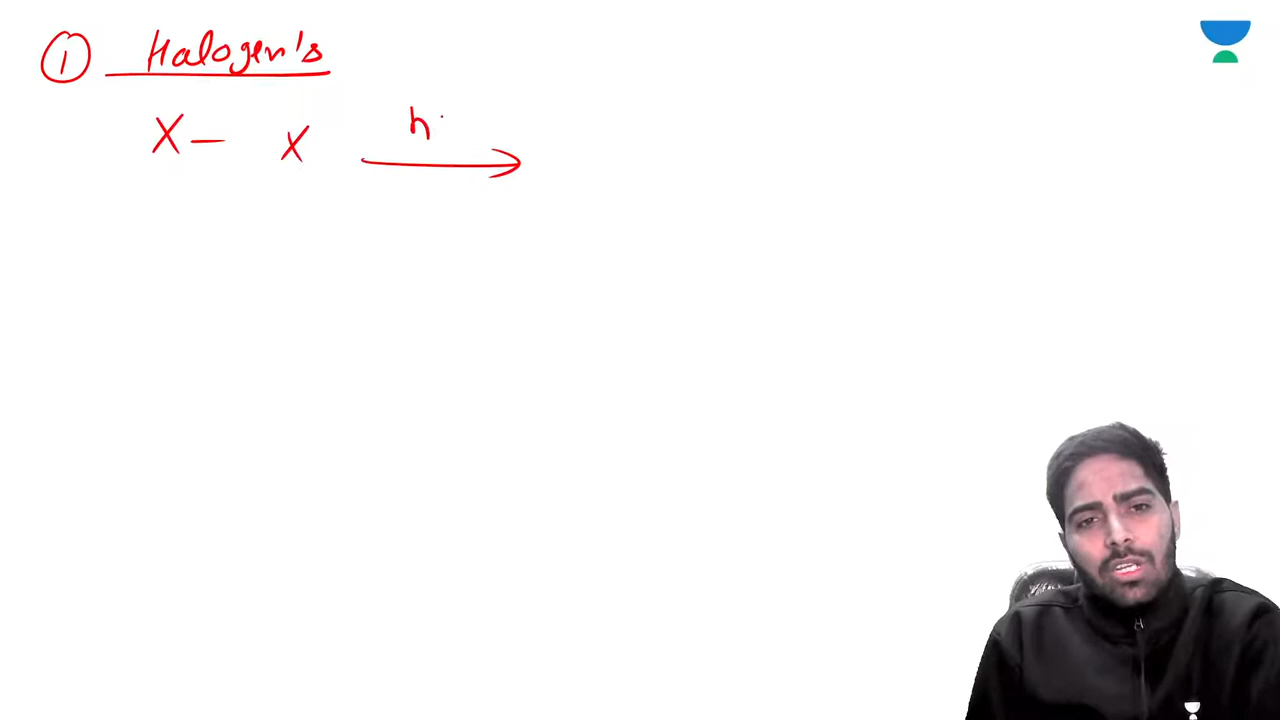 ① Halogen's
X – X h →